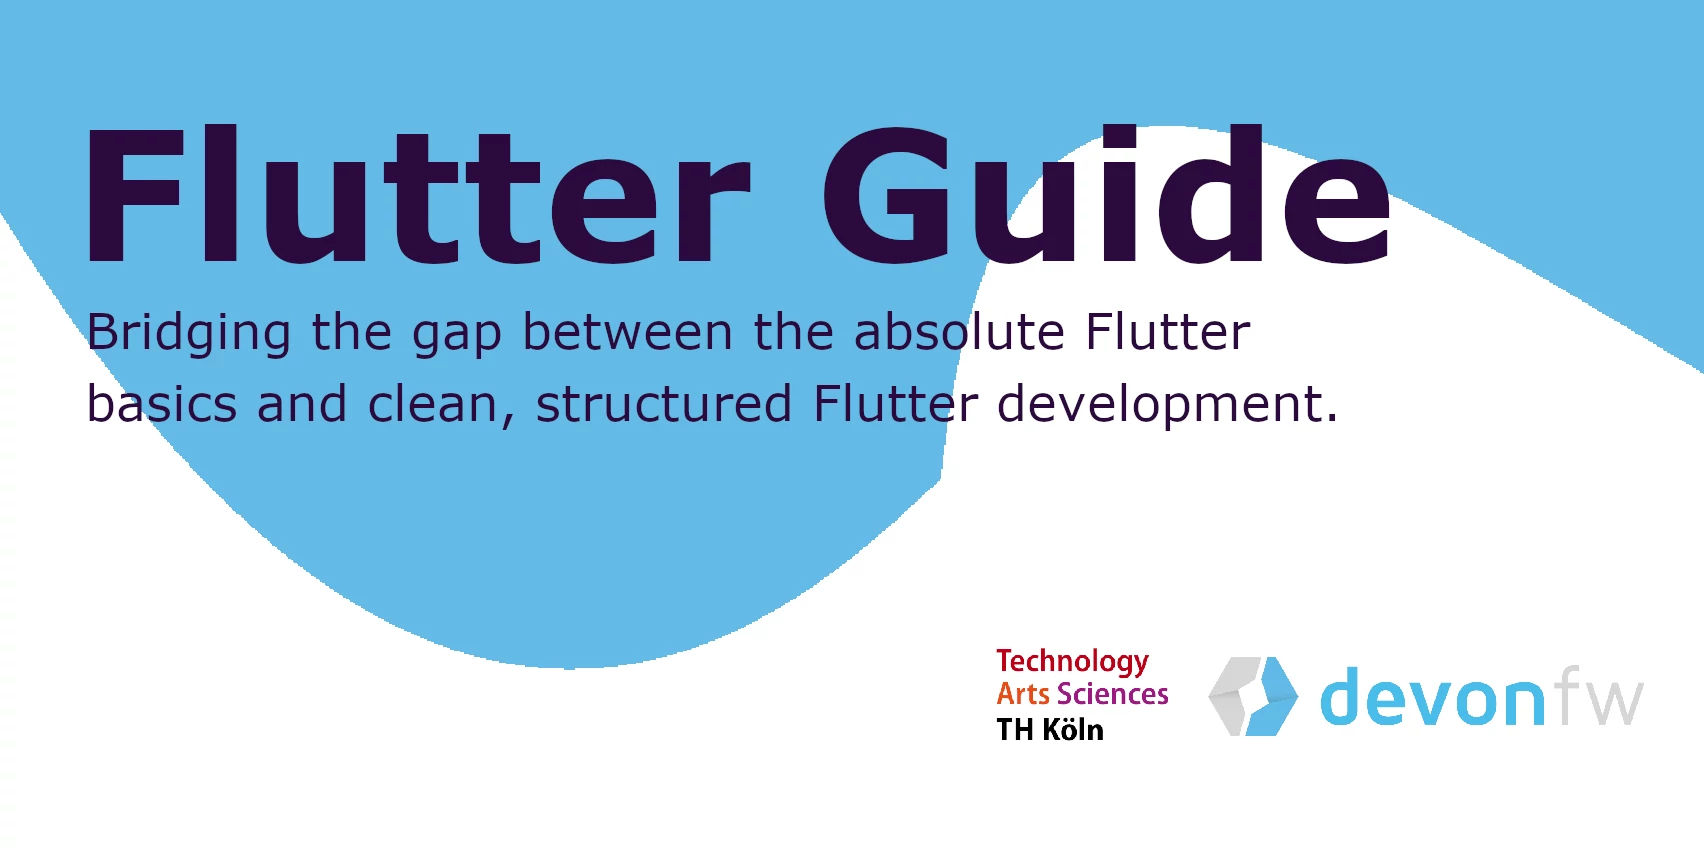 Flutter Guide
Bridging the gap between the absolute Flutter
basics and clean, structured Flutter development.
Technology
Arts Sciences
TH Köln
devonfw